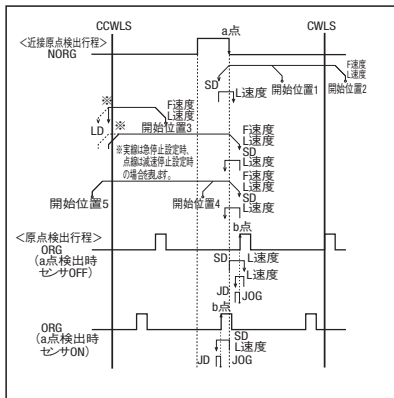 a点
CCWLS
CWLS
<近接原点検出行程>
NORG
F速度
L速度
SD
L速度
開始位置1
開始位置2
※
F速度
L速度
LD
※
開始位置3
F速度
L速度
SD
L速度
※実線は急停止設定時、
点線は減速停止設定時
の場合を表します。
F速度
L速度
SD
L速度
開始位置5
開始位置4
b点
<原点検出行程>
ORG
(a点検出時
センサOFF)
SD
L速度
L速度
JD
JOG
b点
ORG
(a点検出時
センサON)
SD
L速度
JD
JOG